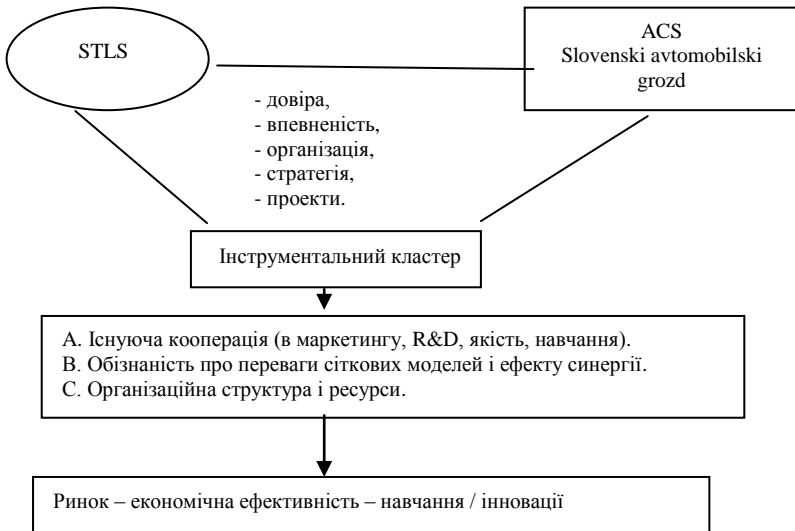 STLS
ACS
Slovenski avtomobilski
grozd
- довіра,
- впевненість,
- організація,
- стратегія,
- проекти.
Інструментальний кластер
A. Існуюча кооперація (в маркетингу, R&D, якість, навчання).
B. Обізнаність про переваги сіткових моделей і ефекту синергії.
C. Організаційна структура і ресурси.
Ринок – економічна ефективність – навчання / інновації